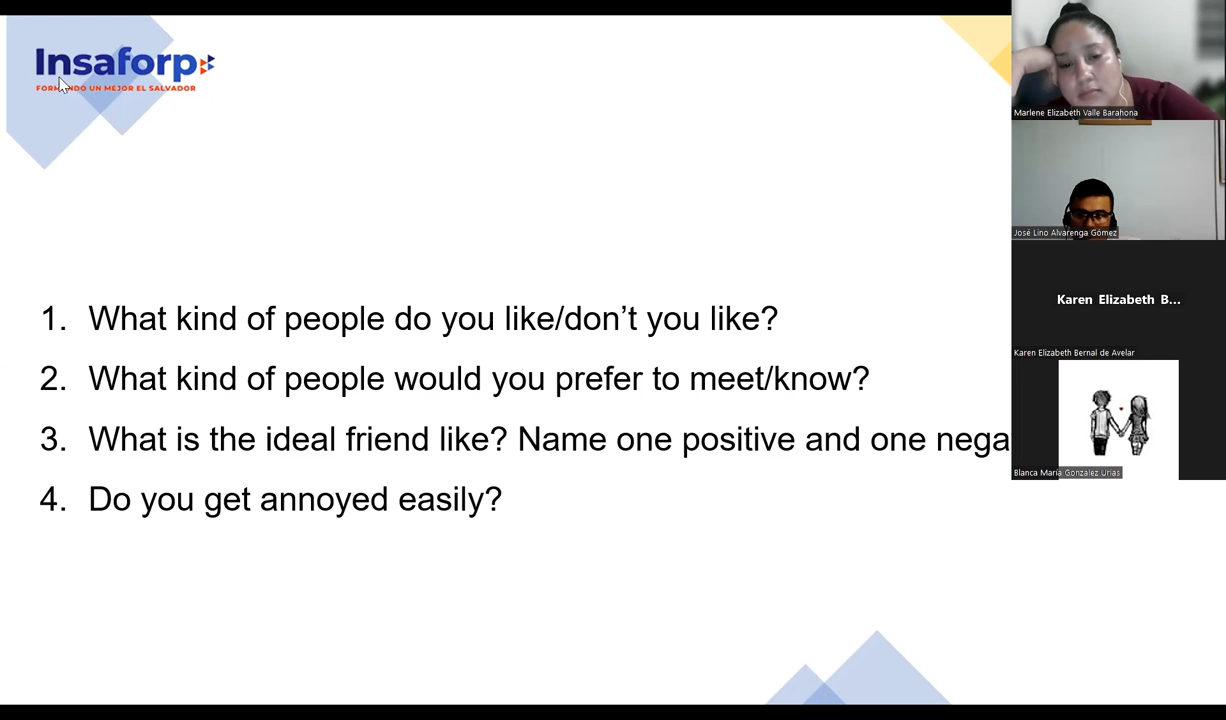 Insaforp
FORMANDO UN MEJOR EL SALVADOR
1. What kind of people do you like/don’t you like?
2. What kind of people would you prefer to meet/know?
3. What is the ideal friend like? Name one positive and one nega
4. Do you get annoyed easily?
Marlene Elizabeth Valle Barahona
José Lino Alvarenga Gómez
Karen Elizabeth B...
Karen Elizabeth Bernal de Avelar
Blanca María Gonzalez Urias